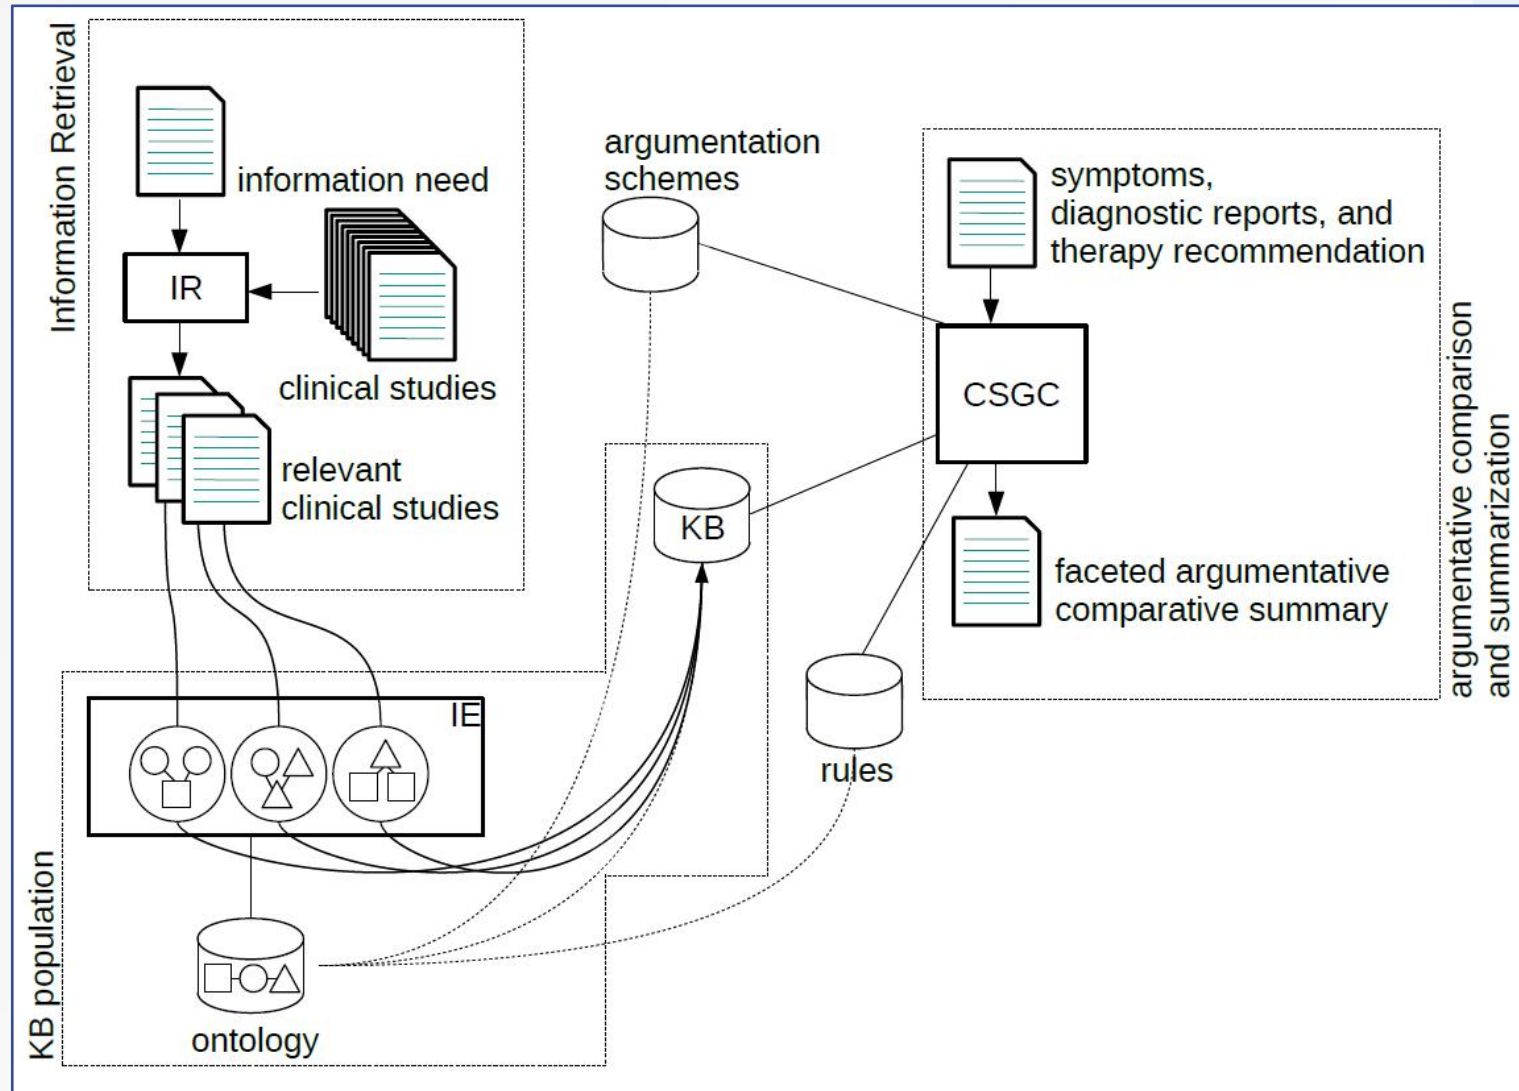 Information Retrieval
information need
IR
clinical studies
relevant
clinical studies
argumentation
schemes
symptoms,
diagnostic reports, and
therapy recommendation
CSGC
KB
faceted argumentative
comparative summary
argumentative comparison
and summarization
rules
IE
KB population
ontology